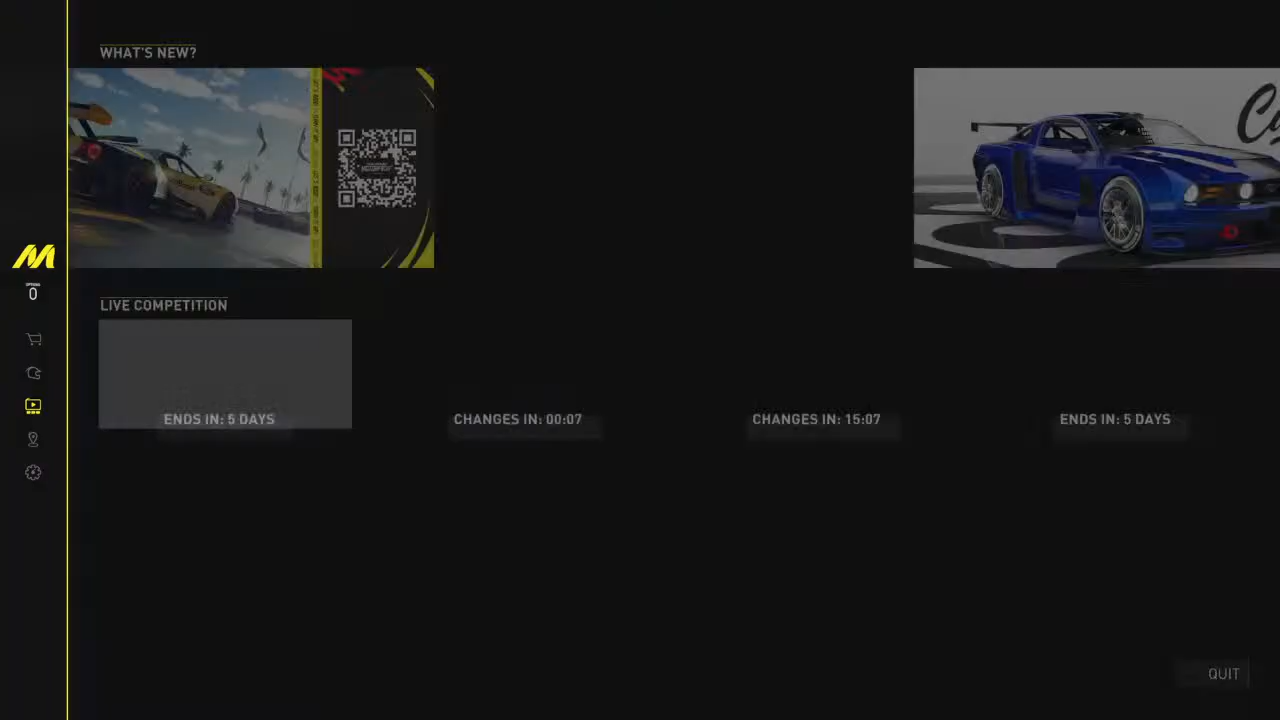 WHAT'S NEW?
LIVE COMPETITION
0
ENDS IN: 5 DAYS
CHANGES IN: 00:07
CHANGES IN: 15:07
ENDS IN: 5 DAYS
QUIT